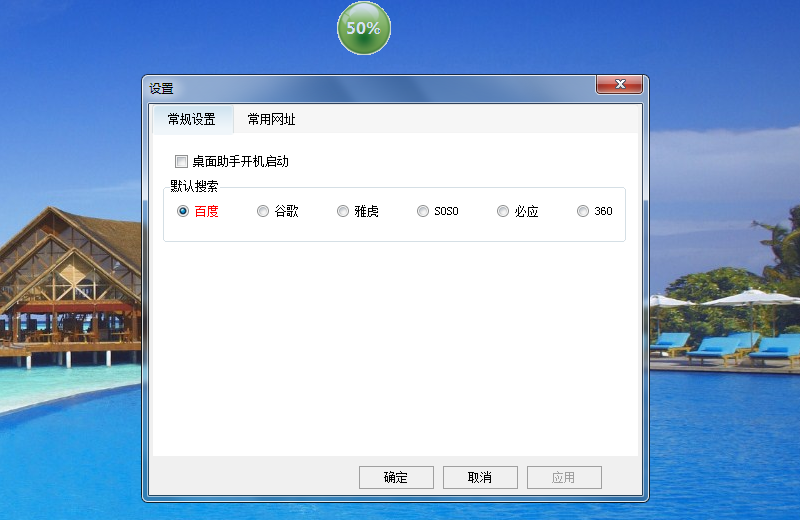 50%
设置
常规设置 常用网址
桌面助手开机启动
默认搜索
百度 谷歌 雅虎 SOSO 必应 360
确定 取消 应用